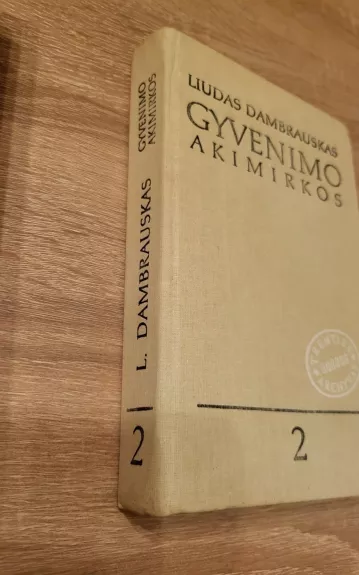 LIUDAS DAMBRAUSKAS
GYVENIMO
AKIMIRKOS
2
L. DAMBRAUSKAS
GYVENIMO
AKIMIRKOS
2